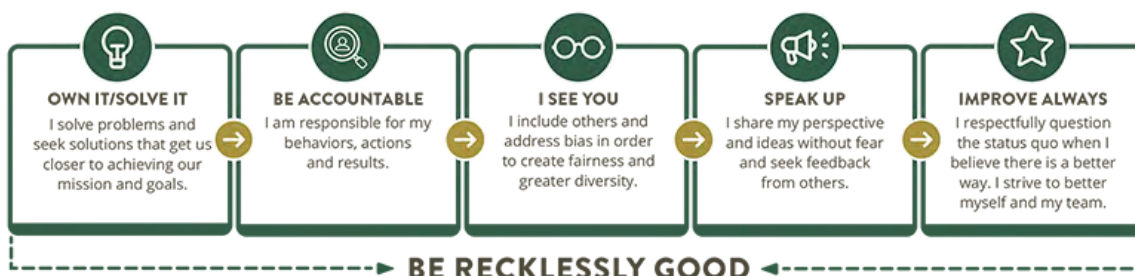 OWN IT/SOLVE IT
I solve problems and
seek solutions that get us
closer to achieving our
mission and goals.
BE ACCOUNTABLE
I am responsible for my
behaviors, actions
and results.
I SEE YOU
I include others and
address bias in order
to create fairness and
greater diversity.
SPEAK UP
I share my perspective
and ideas without fear
and seek feedback
from others.
IMPROVE ALWAYS
I respectfully question
the status quo when I
believe there is a better
way. I strive to better
myself and my team.
BE RECKLESSLY GOOD